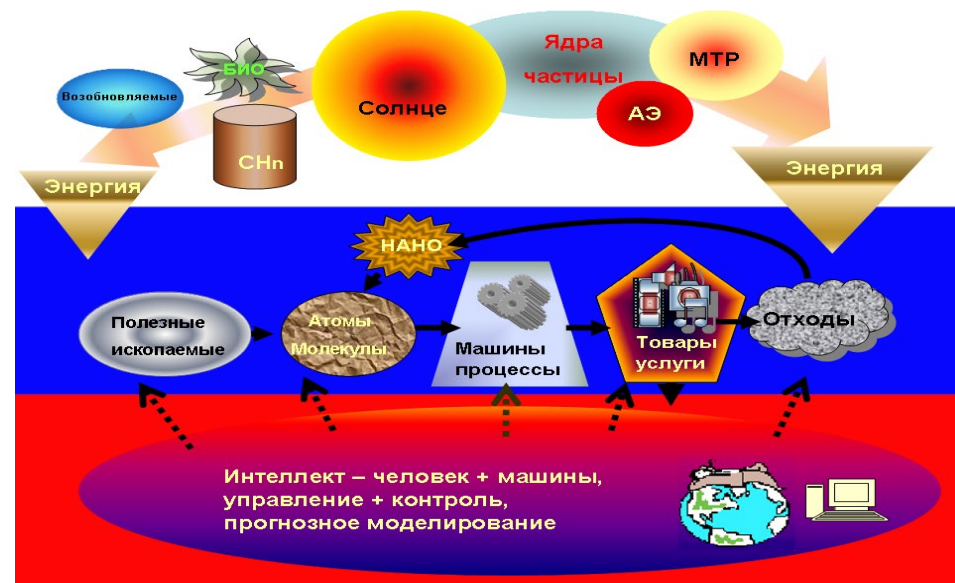 Возобновляемые
БИО
CHn
Солнце
Ядра
частицы
МТР
АЭ
Энергия
Энергия
НАНО
Полезные
ископаемые
Атомы
Молекулы
Машины
процессы
Товары
услуги
Отходы
Интеллект – человек + машины,
управление + контроль,
прогнозное моделирование